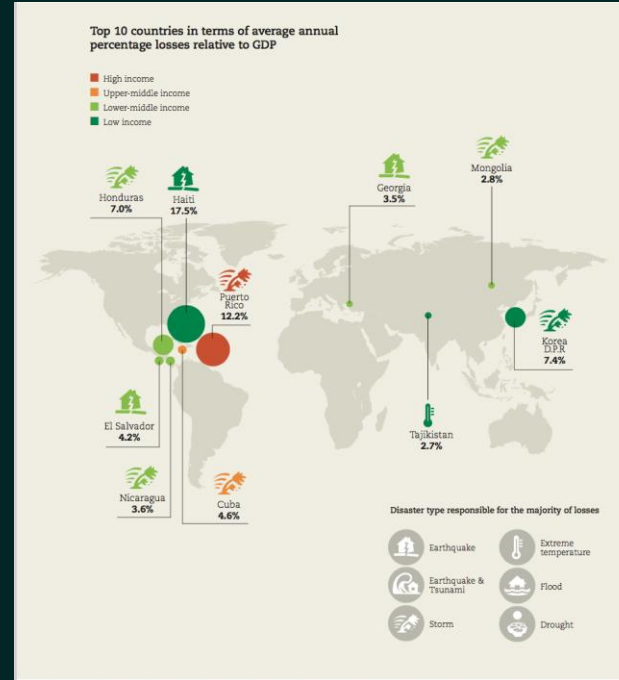 Top 10 countries in terms of average annual
percentage losses relative to GDP
High income
Upper-middle income
Lower-middle income
Low income
Honduras
7.0%
Haiti
17.5%
Georgia
3.5%
Mongolia
2.8%
Puerto
Rico
12.2%
Korea
D.P.R
7.4%
El Salvador
4.2%
Tajikistan
2.7%
Nicaragua
3.6%
Cuba
4.6%
Disaster type responsible for the majority of losses
Earthquake
Extreme
temperature
Earthquake &
Tsunami
Flood
Storm
Drought